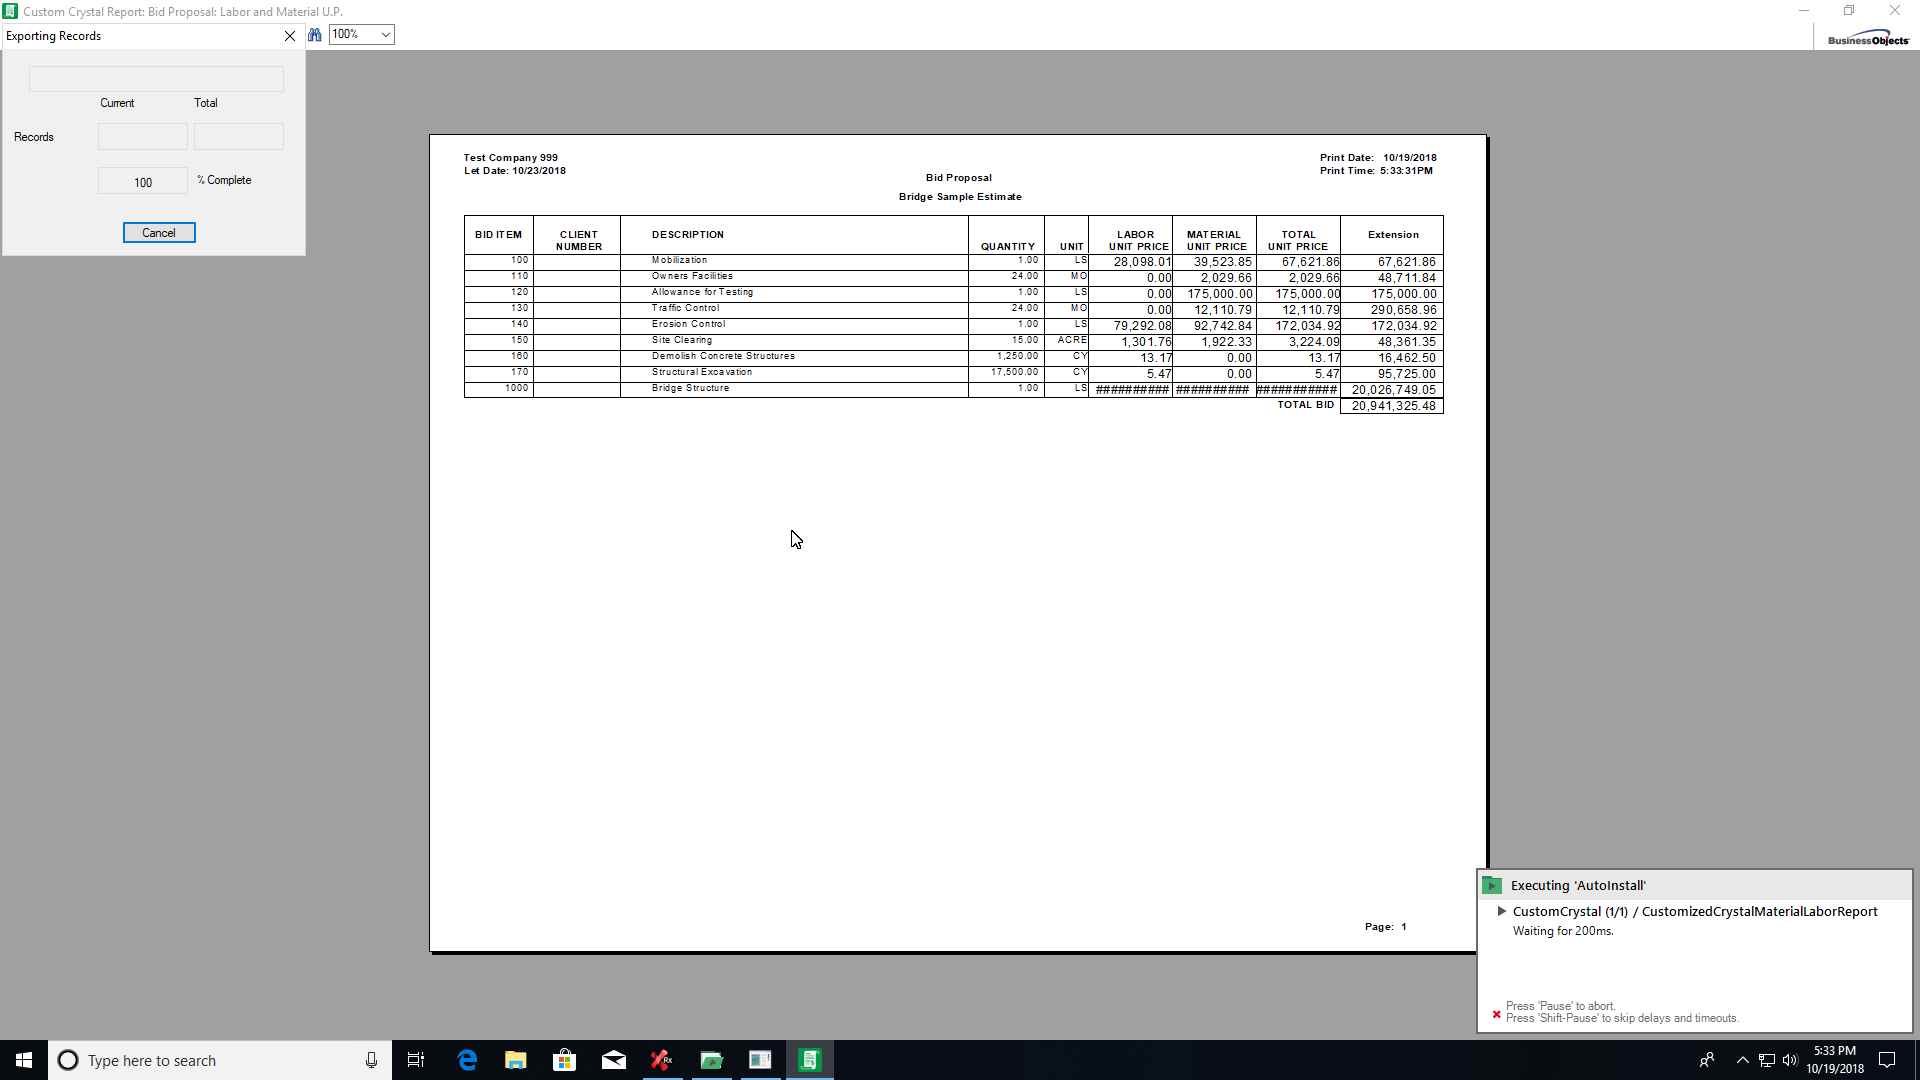 Custom Crystal Report: Bid Proposal: Labor and Material U.P.
Exporting Records
100%
BusinessObjects
Current Total
Records
100 % Complete
Cancel
Test Company 999
Let Date: 10/23/2018
Print Date: 10/19/2018
Print Time: 5:33:31PM
Bid Proposal
Bridge Sample Estimate
BID ITEM CLIENT NUMBER DESCRIPTION QUANTITY UNIT LABOR UNIT PRICE MATERIAL UNIT PRICE TOTAL UNIT PRICE Extension
100 Mobilization 1.00 LS 28,098.01 39,523.85 67,621.86 67,621.86
110 Owners Facilities 24.00 MO 0.00 2,029.66 2,029.66 48,711.84
120 Allowance for Testing 1.00 LS 0.00 175,000.00 175,000.00 175,000.00
130 Traffic Control 24.00 MO 0.00 12,110.79 12,110.79 290,658.96
140 Erosion Control 1.00 LS 79,292.08 92,742.84 172,034.92 172,034.92
150 Site Clearing 15.00 ACRE 1,301.76 1,922.33 3,224.09 48,361.35
160 Demolish Concrete Structures 1,250.00 CY 13.17 0.00 13.17 16,462.50
170 Structural Excavation 17,500.00 CY 5.47 0.00 5.47 95,725.00
1000 Bridge Structure 1.00 LS ########## ########## ########### 20,026,749.05
TOTAL BID 20,941,325.48
Page: 1
Executing 'AutoInstall'
CustomCrystal (1/1) / CustomizedCrystalMaterialLaborReport
Waiting for 200ms.
Press 'Pause' to abort.
Press 'Shift-Pause' to skip delays and timeouts.
Type here to search
5:33 PM
10/19/2018